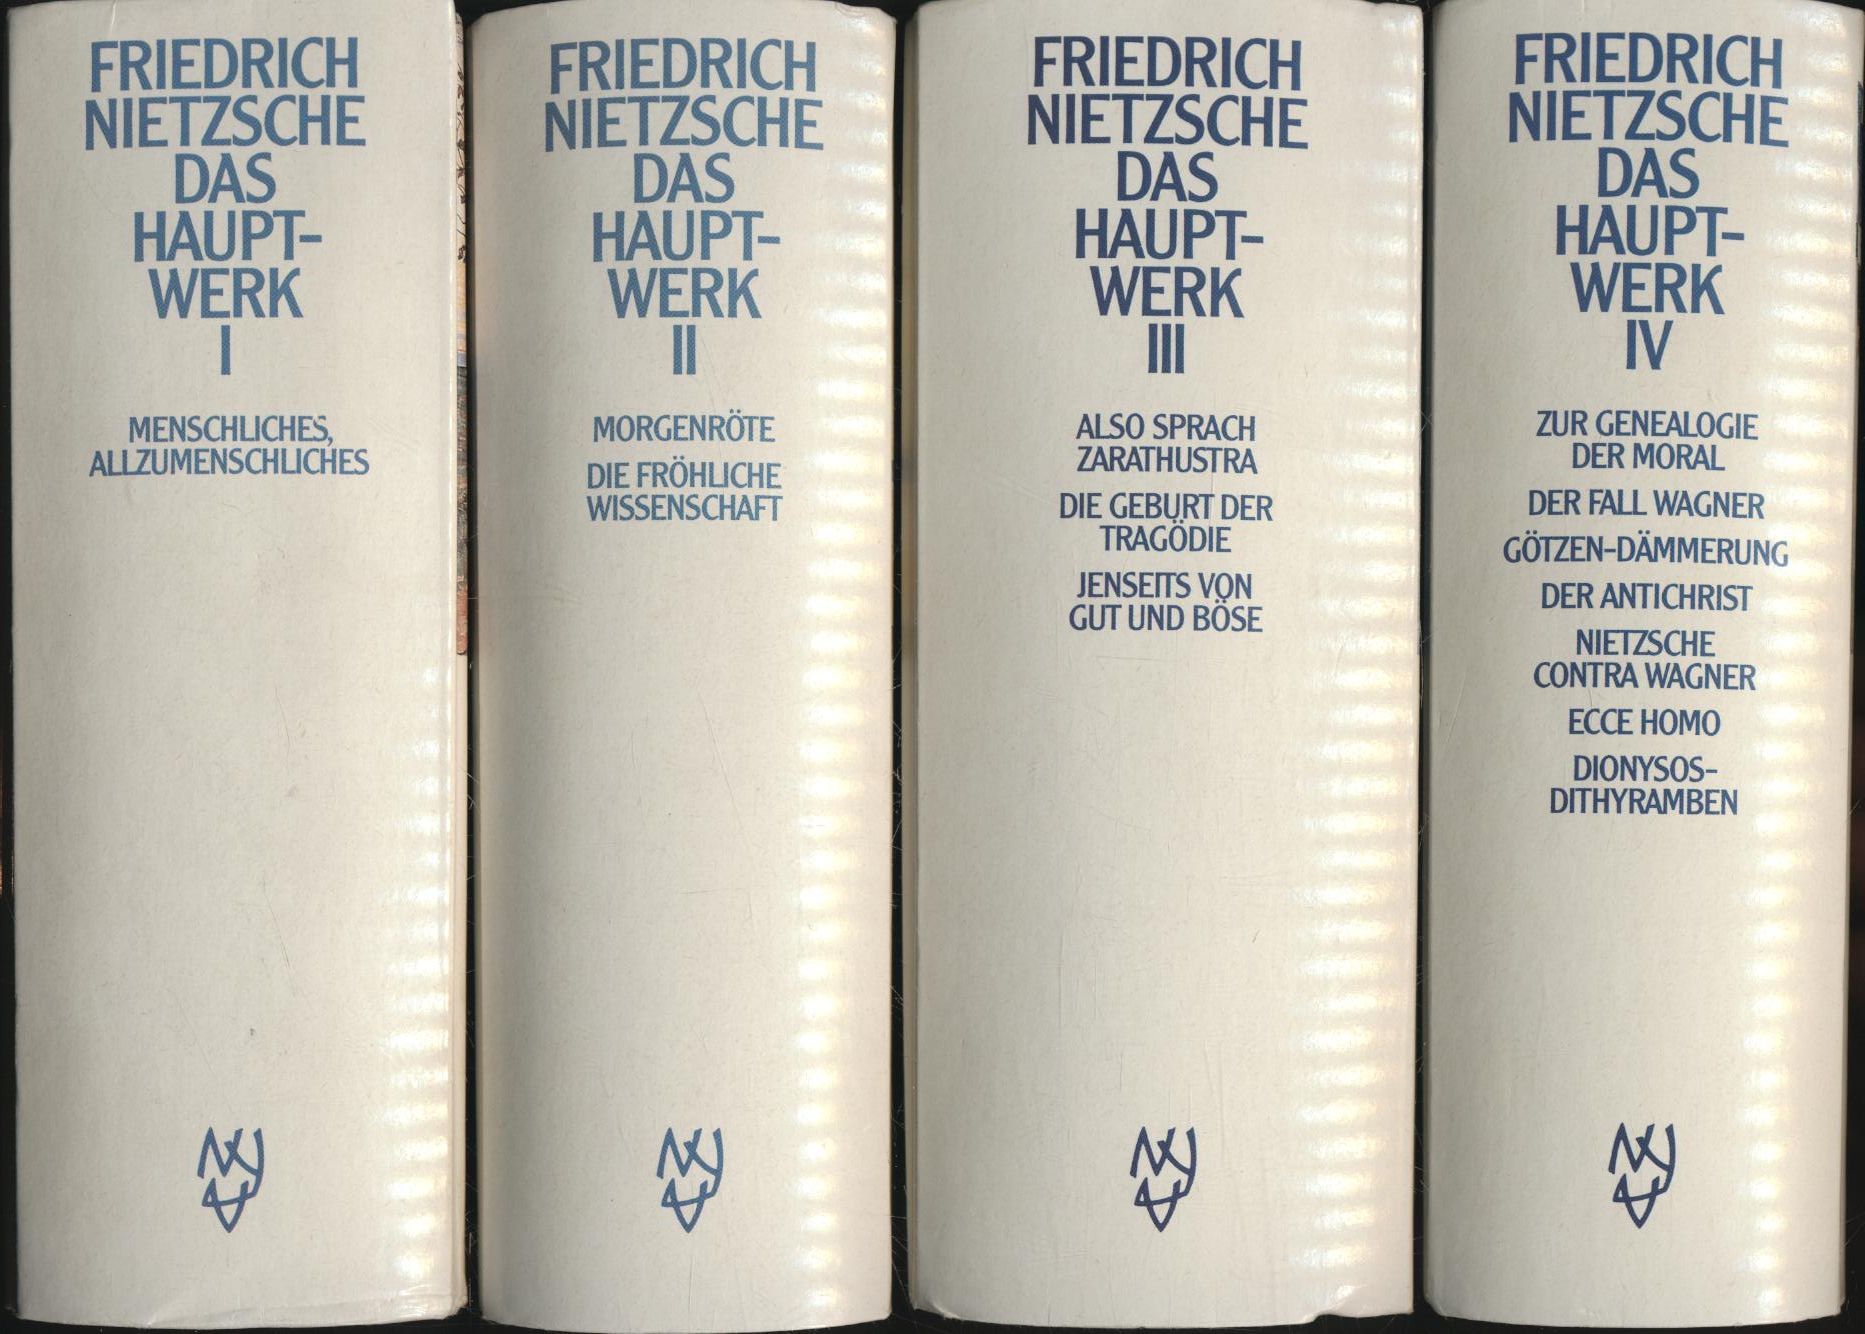 FRIEDRICH
NIETZSCHE
DAS
HAUPT-
WERK
I
MENSCHLICHES,
ALLZUMENSCHLICHES
FRIEDRICH
NIETZSCHE
DAS
HAUPT-
WERK
II
MORGENRÖTE
DIE FRÖHLICHE
WISSENSCHAFT
FRIEDRICH
NIETZSCHE
DAS
HAUPT-
WERK
III
ALSO SPRACH
ZARATHUSTRA
DIE GEBURT DER
TRAGÖDIE
JENSEITS VON
GUT UND BÖSE
FRIEDRICH
NIETZSCHE
DAS
HAUPT-
WERK
IV
ZUR GENEALOGIE
DER MORAL
DER FALL WAGNER
GÖTZEN-DÄMMERUNG
DER ANTICHRIST
NIETZSCHE
CONTRA WAGNER
ECCE HOMO
DIONYSOS-
DITHYRAMBEN